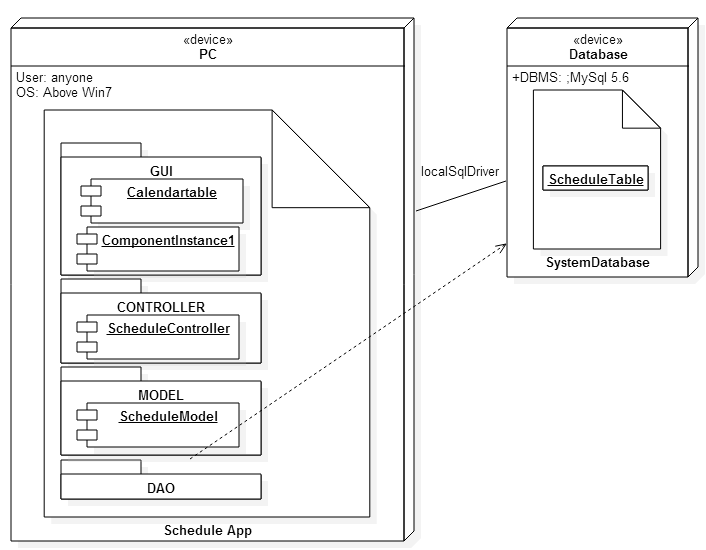 «device»
PC
User: anyone
OS: Above Win7
GUI
Calendartable
ComponentInstance1
CONTROLLER
ScheduleController
MODEL
ScheduleModel
DAO
Schedule App
localSqlDriver
«device»
Database
+DBMS: ;MySql 5.6
ScheduleTable
SystemDatabase